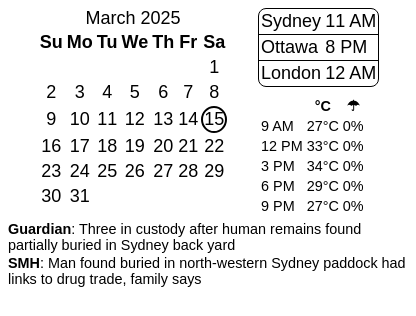 March 2025
Su Mo Tu We Th Fr Sa
1
2 3 4 5 6 7 8
9 10 11 12 13 14 15
16 17 18 19 20 21 22
23 24 25 26 27 28 29
30 31
Sydney 11 AM
Ottawa 8 PM
London 12 AM
°C ☂
9 AM 27°C 0%
12 PM 33°C 0%
3 PM 34°C 0%
6 PM 29°C 0%
9 PM 27°C 0%
Guardian: Three in custody after human remains found
partially buried in Sydney back yard
SMH: Man found buried in north-western Sydney paddock had
links to drug trade, family says